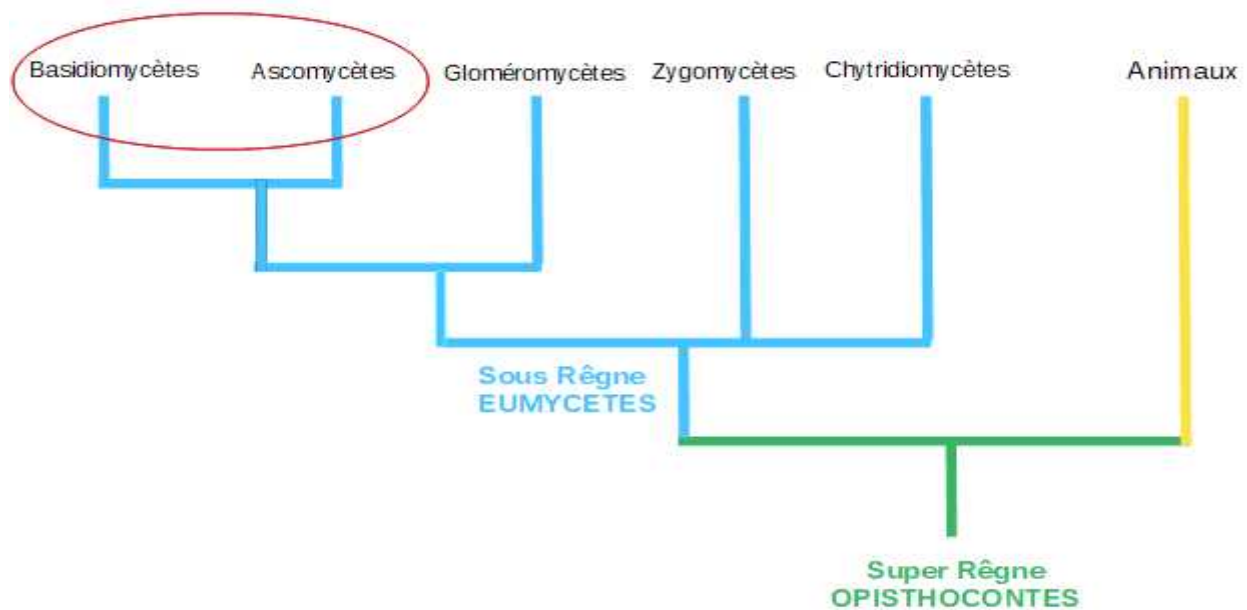 Basidiomycètes Ascomycètes Gloméromycètes Zygomycètes Chytridiomycètes Animaux
Sous Rêgne
EUMYCETES
Super Rêgne
OPISTHOCONTES